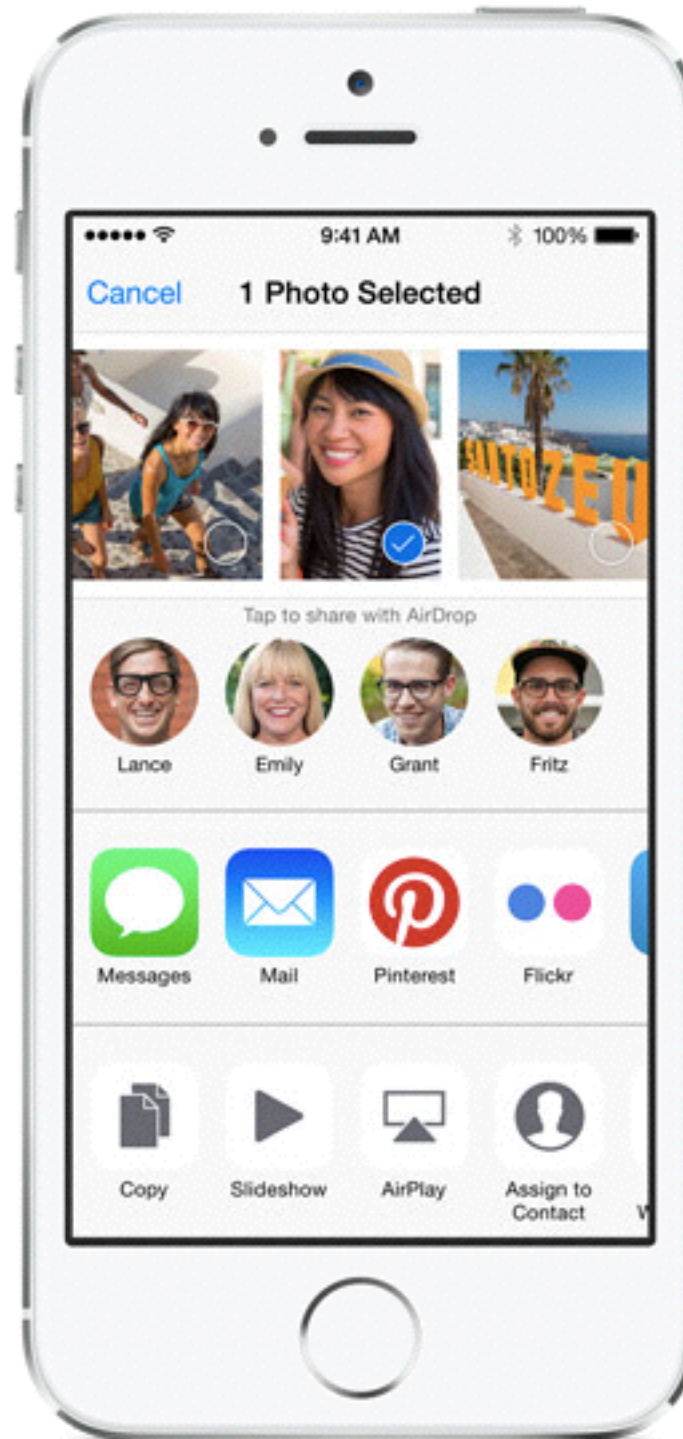 9:41 AM 100%
Cancel 1 Photo Selected
Tap to share with AirDrop
Lance Emily Grant Fritz
Messages Mail Pinterest Flickr
Copy Slideshow AirPlay Assign to
Contact